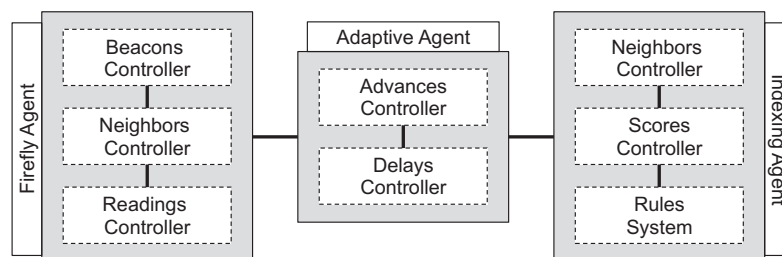 Firefly Agent
Beacons
Controller
Neighbors
Controller
Readings
Controller
Adaptive Agent
Advances
Controller
Delays
Controller
Neighbors
Controller
Scores
Controller
Rules
System
Indexing Agent